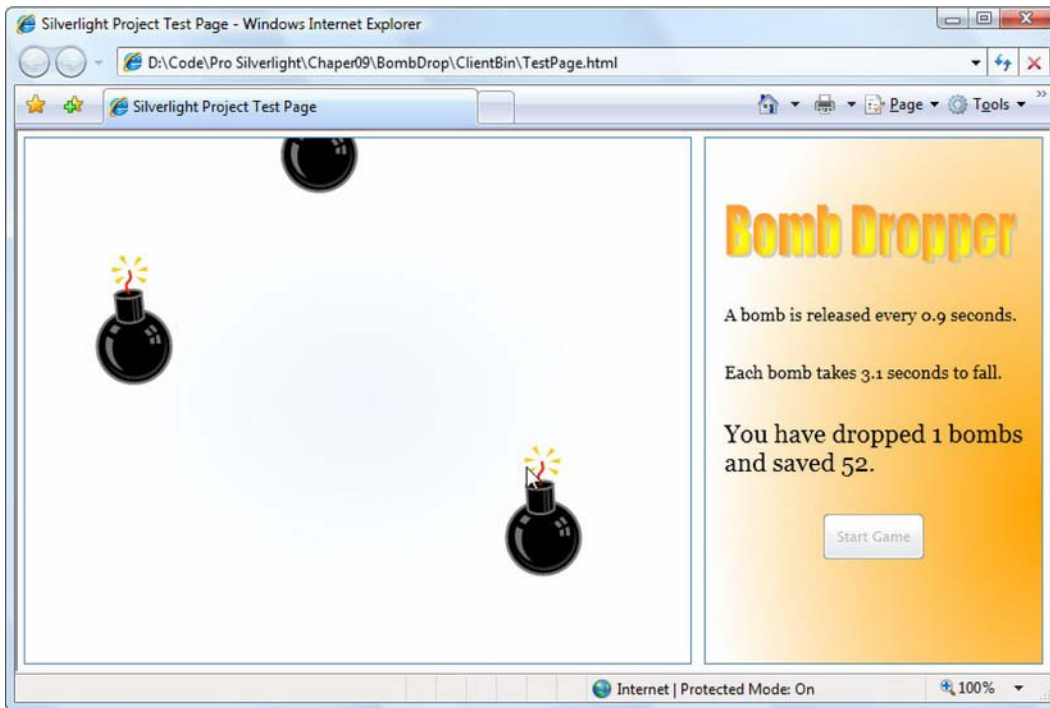 Silverlight Project Test Page - Windows Internet Explorer
D:\Code\Pro Silverlight\Chaper09\BombDrop\ClientBin\TestPage.html
Silverlight Project Test Page
Page
Tools
Bomb Dropper
A bomb is released every 0.9 seconds.
Each bomb takes 3.1 seconds to fall.
You have dropped 1 bombs
and saved 52.
Start Game
Internet | Protected Mode: On
100%